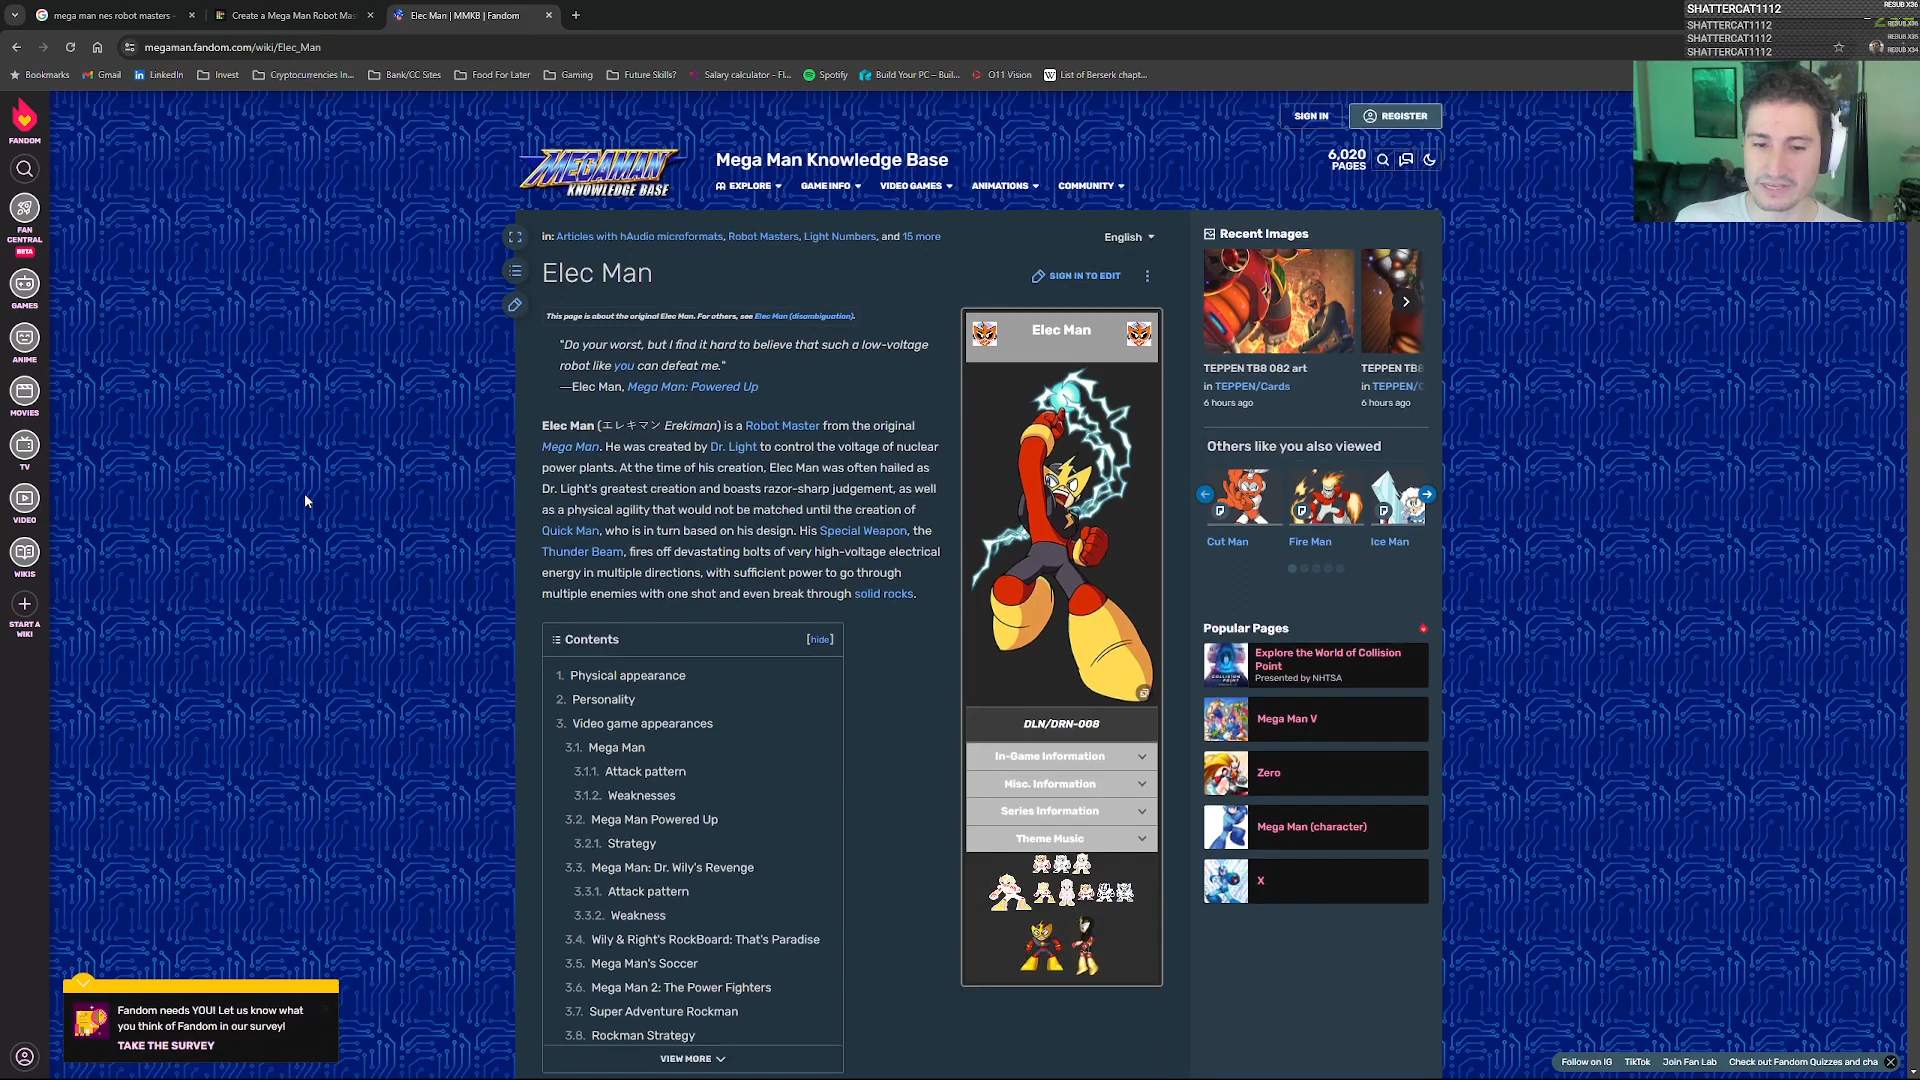 mega man nes robot masters -
Create a Mega Man Robot Mas
Elec Man | MMKB | Fandom
megaman.fandom.com/wiki/Elec_Man
Bookmarks
Gmail
LinkedIn
Invest
Cryptocurrencies In...
Bank/CC Sites
Food For Later
Gaming
Future Skills?
Salary calculator - Fl...
Spotify
Build Your PC – Buil...
O11 Vision
List of Berserk chapt...
SHATTERCAT1112
RESUB X36
SHATTERCAT1112
SHATTERCAT1112
RESUB X35
SHATTERCAT1112
RESUB X34
FANDOM
FAN
CENTRAL
BETA
GAMES
ANIME
MOVIES
TV
VIDEO
WIKIS
START A
WIKI
SIGN IN
REGISTER
MEGAMAN
KNOWLEDGE BASE
Mega Man Knowledge Base
6,020
PAGES
EXPLORE
GAME INFO
VIDEO GAMES
ANIMATIONS
COMMUNITY
in: Articles with hAudio microformats, Robot Masters, Light Numbers, and 15 more
English
Elec Man
SIGN IN TO EDIT
This page is about the original Elec Man. For others, see Elec Man (disambiguation).
"Do your worst, but I find it hard to believe that such a low-voltage
robot like you can defeat me."
—Elec Man, Mega Man: Powered Up
Elec Man (エレキマン Erekiman) is a Robot Master from the original
Mega Man. He was created by Dr. Light to control the voltage of nuclear
power plants. At the time of his creation, Elec Man was often hailed as
Dr. Light's greatest creation and boasts razor-sharp judgement, as well
as a physical agility that would not be matched until the creation of
Quick Man, who is in turn based on his design. His Special Weapon, the
Thunder Beam, fires off devastating bolts of very high-voltage electrical
energy in multiple directions, with sufficient power to go through
multiple enemies with one shot and even break through solid rocks.
Contents
[hide]
1. Physical appearance
2. Personality
3. Video game appearances
3.1. Mega Man
3.1.1. Attack pattern
3.1.2. Weaknesses
3.2. Mega Man Powered Up
3.2.1. Strategy
3.3. Mega Man: Dr. Wily's Revenge
3.3.1. Attack pattern
3.3.2. Weakness
3.4. Wily & Right's RockBoard: That's Paradise
3.5. Mega Man's Soccer
3.6. Mega Man 2: The Power Fighters
3.7. Super Adventure Rockman
3.8. Rockman Strategy
VIEW MORE
Elec Man
DLN/DRN-008
In-Game Information
Misc. Information
Series Information
Theme Music
Recent Images
TEPPEN TB8 082 art
in TEPPEN/Cards
6 hours ago
TEPPEN TB8
in TEPPEN/C
6 hours ago
Others like you also viewed
Cut Man
Fire Man
Ice Man
Popular Pages
Explore the World of Collision
Point
Presented by NHTSA
Mega Man V
Zero
Mega Man (character)
X
Fandom needs YOU! Let us know what
you think of Fandom in our survey!
TAKE THE SURVEY
Follow on IG
TikTok
Join Fan Lab
Check out Fandom Quizzes and cha